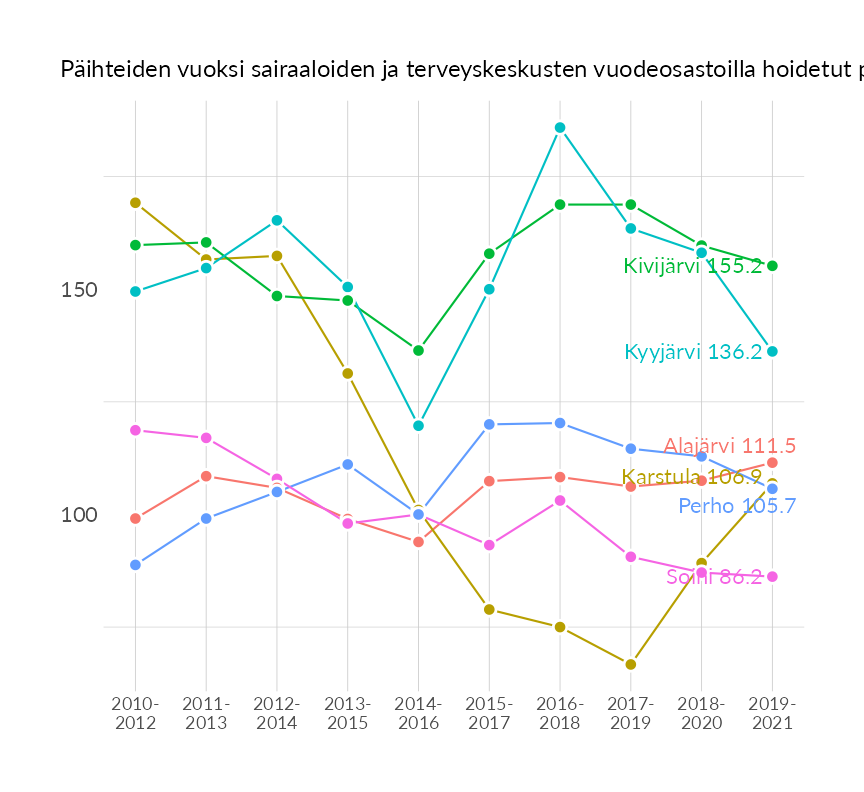 Päihteiden vuoksi sairaaloiden ja terveyskeskusten vuodeosastoilla hoidetut
150
100
Kivijärvi 155.2
Kyyjärvi 136.2
Alajärvi 111.5
Karstula 106.9
Perho 105.7
Soini 86.2
2010- 2011- 2012- 2013- 2014- 2015- 2016- 2017- 2018- 2019-
2012 2013 2014 2015 2016 2017 2018 2019 2020 2021